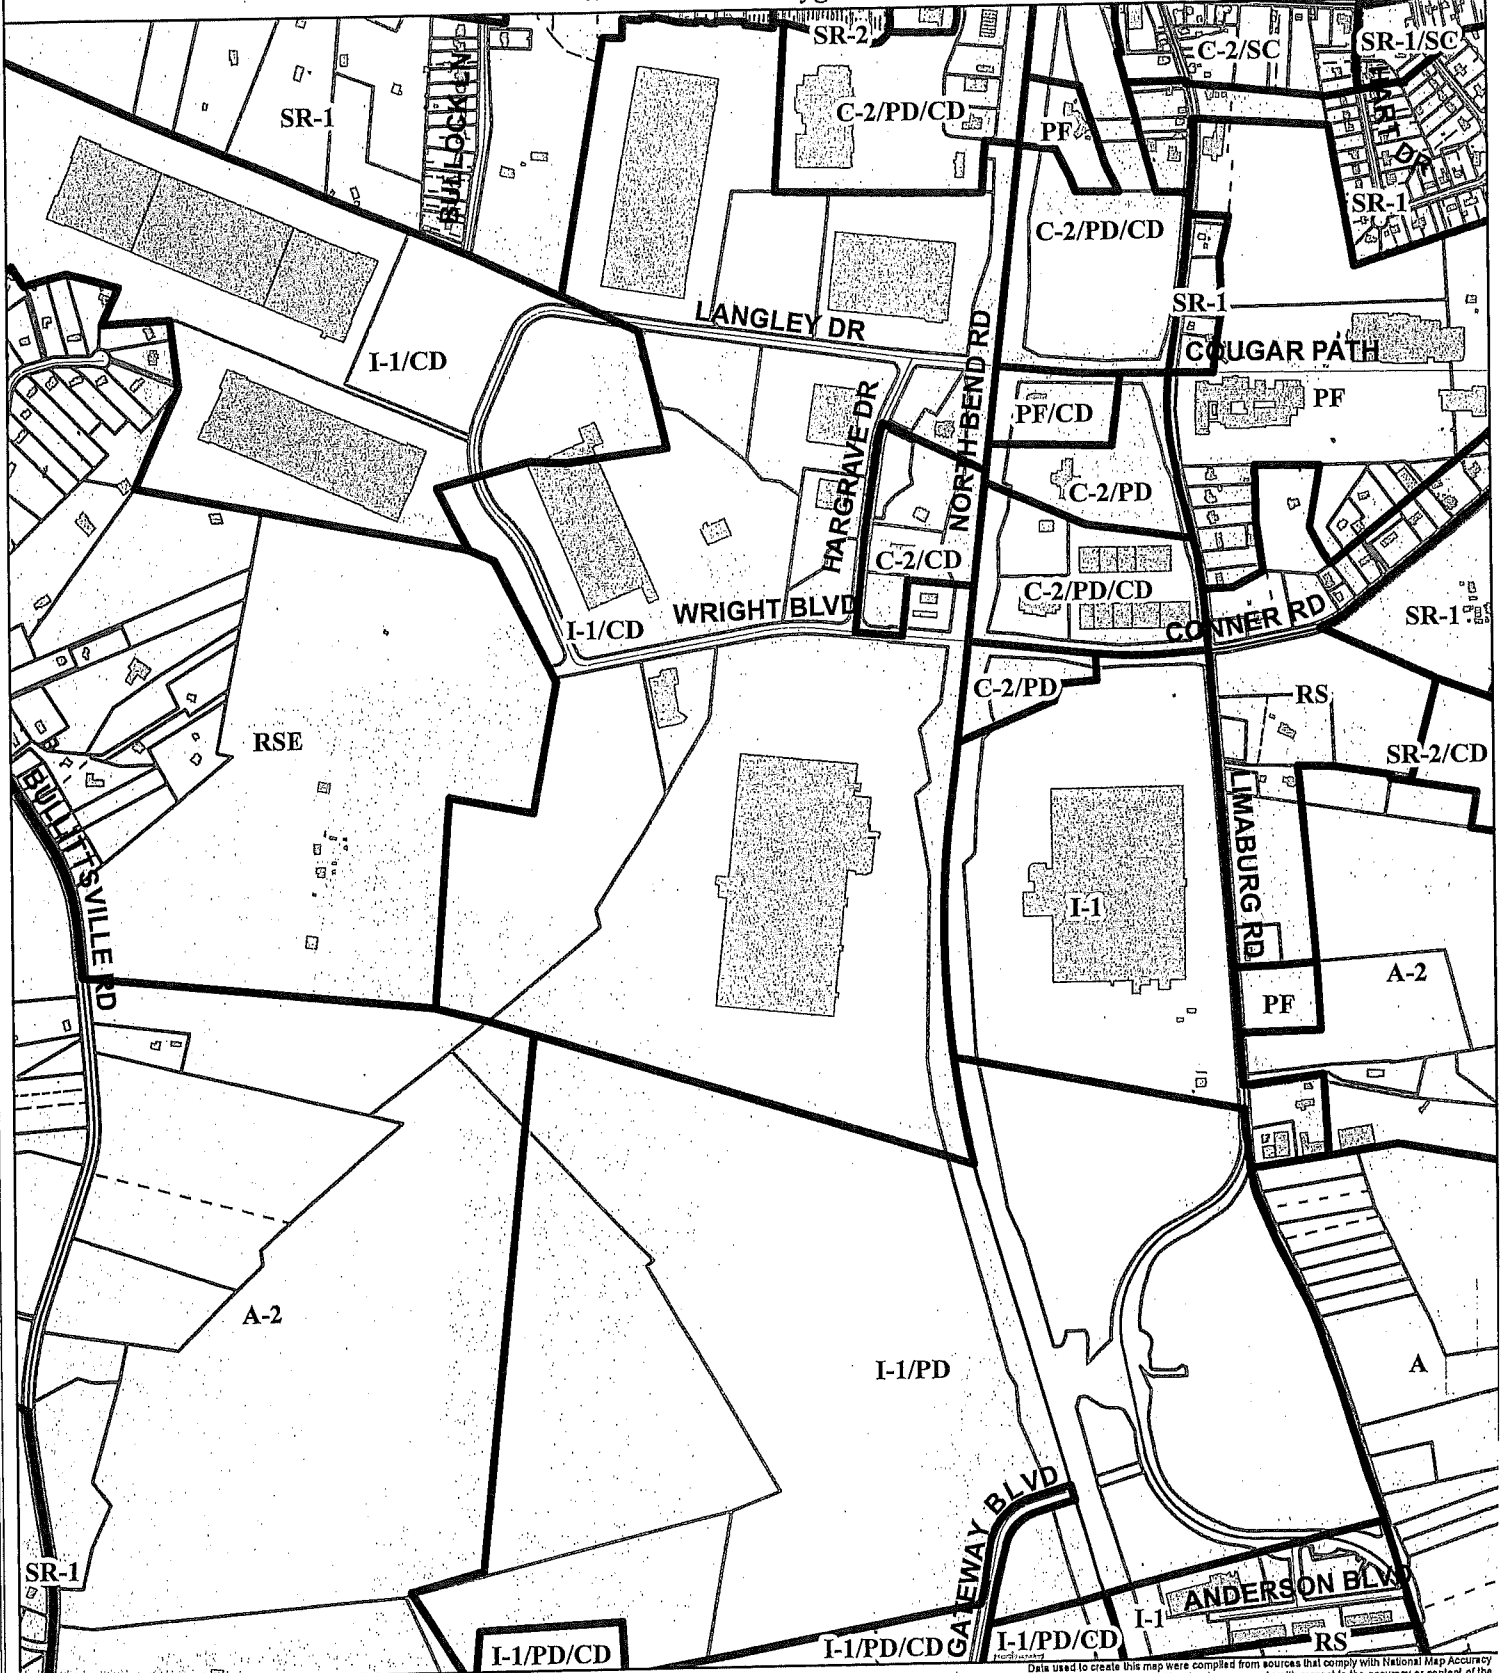 SR-2
C-2/SC
SR-1/SC
BULLOCK LN
SR-1
C-2/PD/CD
PF
HART DR
SR-1
C-2/PD/CD
SR-1
LANGLEY DR
NORTH BEND RD
COUGAR PATH
I-1/CD
HARGRAVE DR
PF/CD
PF
C-2/PD
C-2/CD
C-2/PD/CD
WRIGHT BLVD
I-1/CD
CONNER RD
SR-1
C-2/PD
RS
RSE
SR-2/CD
BULLITTSVILLE RD
LIMABURG RD
I-1
A-2
PF
A-2
I-1/PD
A
GATEWAY BLVD
SR-1
ANDERSON BLVD
I-1
I-1/PD/CD
I-1/PD/CD
I-1/PD/CD
RS
Data used to create this map were compiled from sources that comply with National Map Accuracy